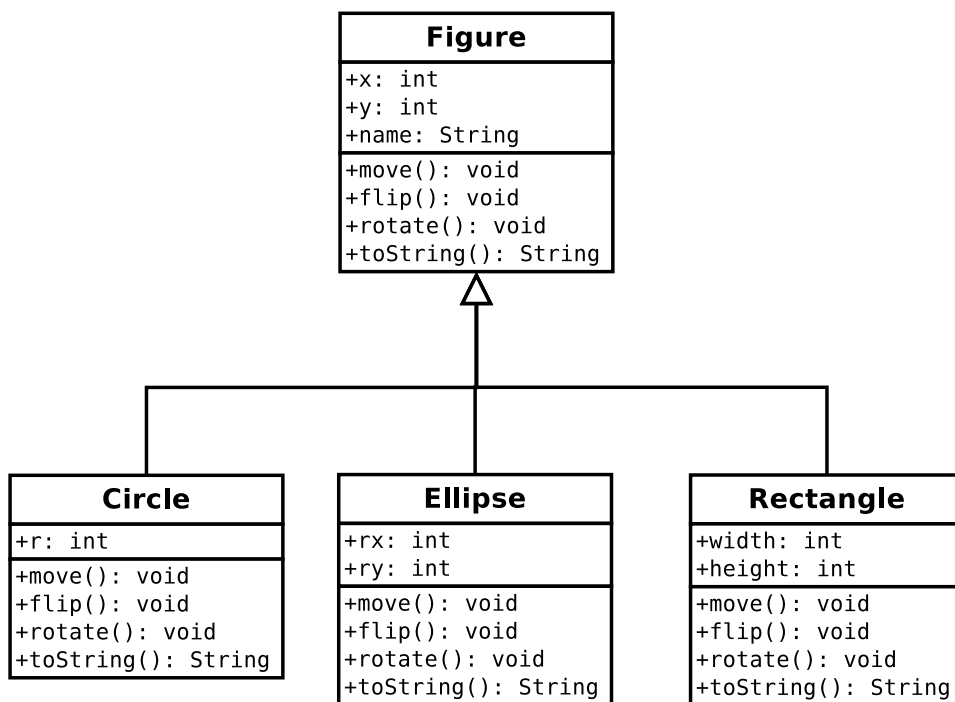 Figure
+x: int
+y: int
+name: String
+move(): void
+flip(): void
+rotate(): void
+toString(): String
Circle
+r: int
+move(): void
+flip(): void
+rotate(): void
+toString(): String
Ellipse
+rx: int
+ry: int
+move(): void
+flip(): void
+rotate(): void
+toString(): String
Rectangle
+width: int
+height: int
+move(): void
+flip(): void
+rotate(): void
+toString(): String